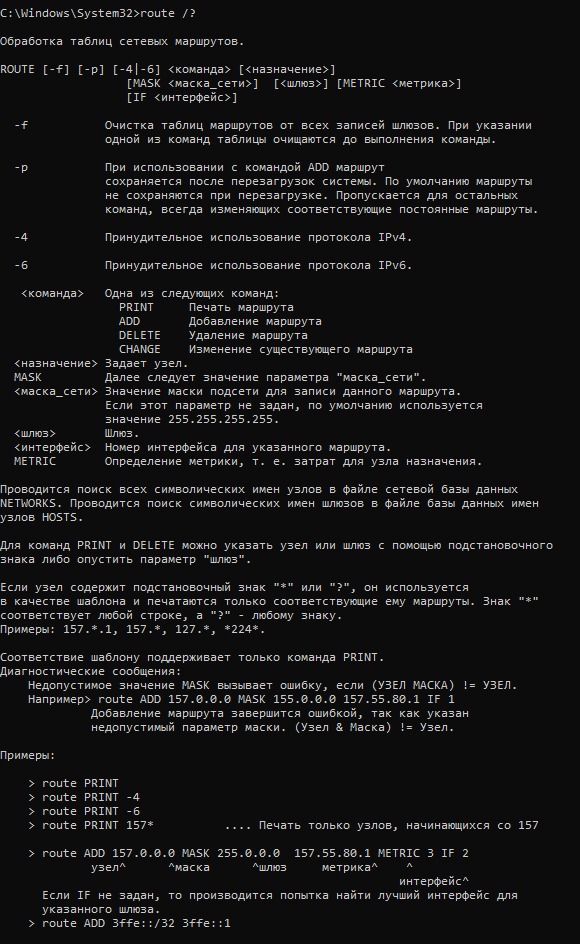 C:\Windows\System32>route /?
Обработка таблиц сетевых маршрутов.
ROUTE [-f] [-p] [-4|-6] <команда> [<назначение>]
[MASK <маска_сети>] [<шлюз>] [METRIC <метрика>]
[IF <интерфейс>]
-f Очистка таблиц маршрутов от всех записей шлюзов. При указании
одной из команд таблицы очищаются до выполнения команды.
-p При использовании с командой ADD маршрут
сохраняется после перезагрузок системы. По умолчанию маршруты
не сохраняются при перезагрузке. Пропускается для остальных
команд, всегда изменяющих соответствующие постоянные маршруты.
-4 Принудительное использование протокола IPv4.
-6 Принудительное использование протокола IPv6.
<команда> Одна из следующих команд:
PRINT Печать маршрута
ADD Добавление маршрута
DELETE Удаление маршрута
CHANGE Изменение существующего маршрута
<назначение> Задает узел.
MASK Далее следует значение параметра "маска_сети".
<маска_сети> Значение маски подсети для записи данного маршрута.
Если этот параметр не задан, по умолчанию используется
значение 255.255.255.255.
<шлюз> Шлюз.
<интерфейс> Номер интерфейса для указанного маршрута.
METRIC Определение метрики, т. е. затрат для узла назначения.
Проводится поиск всех символических имен узлов в файле сетевой базы данных
NETWORKS. Проводится поиск символических имен шлюзов в файле базы данных имен
узлов HOSTS.
Для команд PRINT и DELETE можно указать узел или шлюз с помощью подстановочного
знака либо опустить параметр "шлюз".
Если узел содержит подстановочный знак "*" или "?", он используется
в качестве шаблона и печатаются только соответствующие ему маршруты. Знак "*"
соответствует любой строке, а "?" - любому знаку.
Примеры: 157.*.1, 157.*, 127.*, *224*.
Соответствие шаблону поддерживает только команда PRINT.
Диагностические сообщения:
Недопустимое значение MASK вызывает ошибку, если (УЗЕЛ МАСКА) != УЗЕЛ.
Например> route ADD 157.0.0.0 MASK 155.0.0.0 157.55.80.1 IF 1
Добавление маршрута завершится ошибкой, так как указан
недопустимый параметр маски. (Узел & Маска) != Узел.
Примеры:
> route PRINT
> route PRINT -4
> route PRINT -6
> route PRINT 157* .... Печать только узлов, начинающихся со 157
> route ADD 157.0.0.0 MASK 255.0.0.0 157.55.80.1 METRIC 3 IF 2
узел^ ^маска ^шлюз метрика^ ^
интерфейс^
Если IF не задан, то производится попытка найти лучший интерфейс для
указанного шлюза.
> route ADD 3ffe::/32 3ffe::1